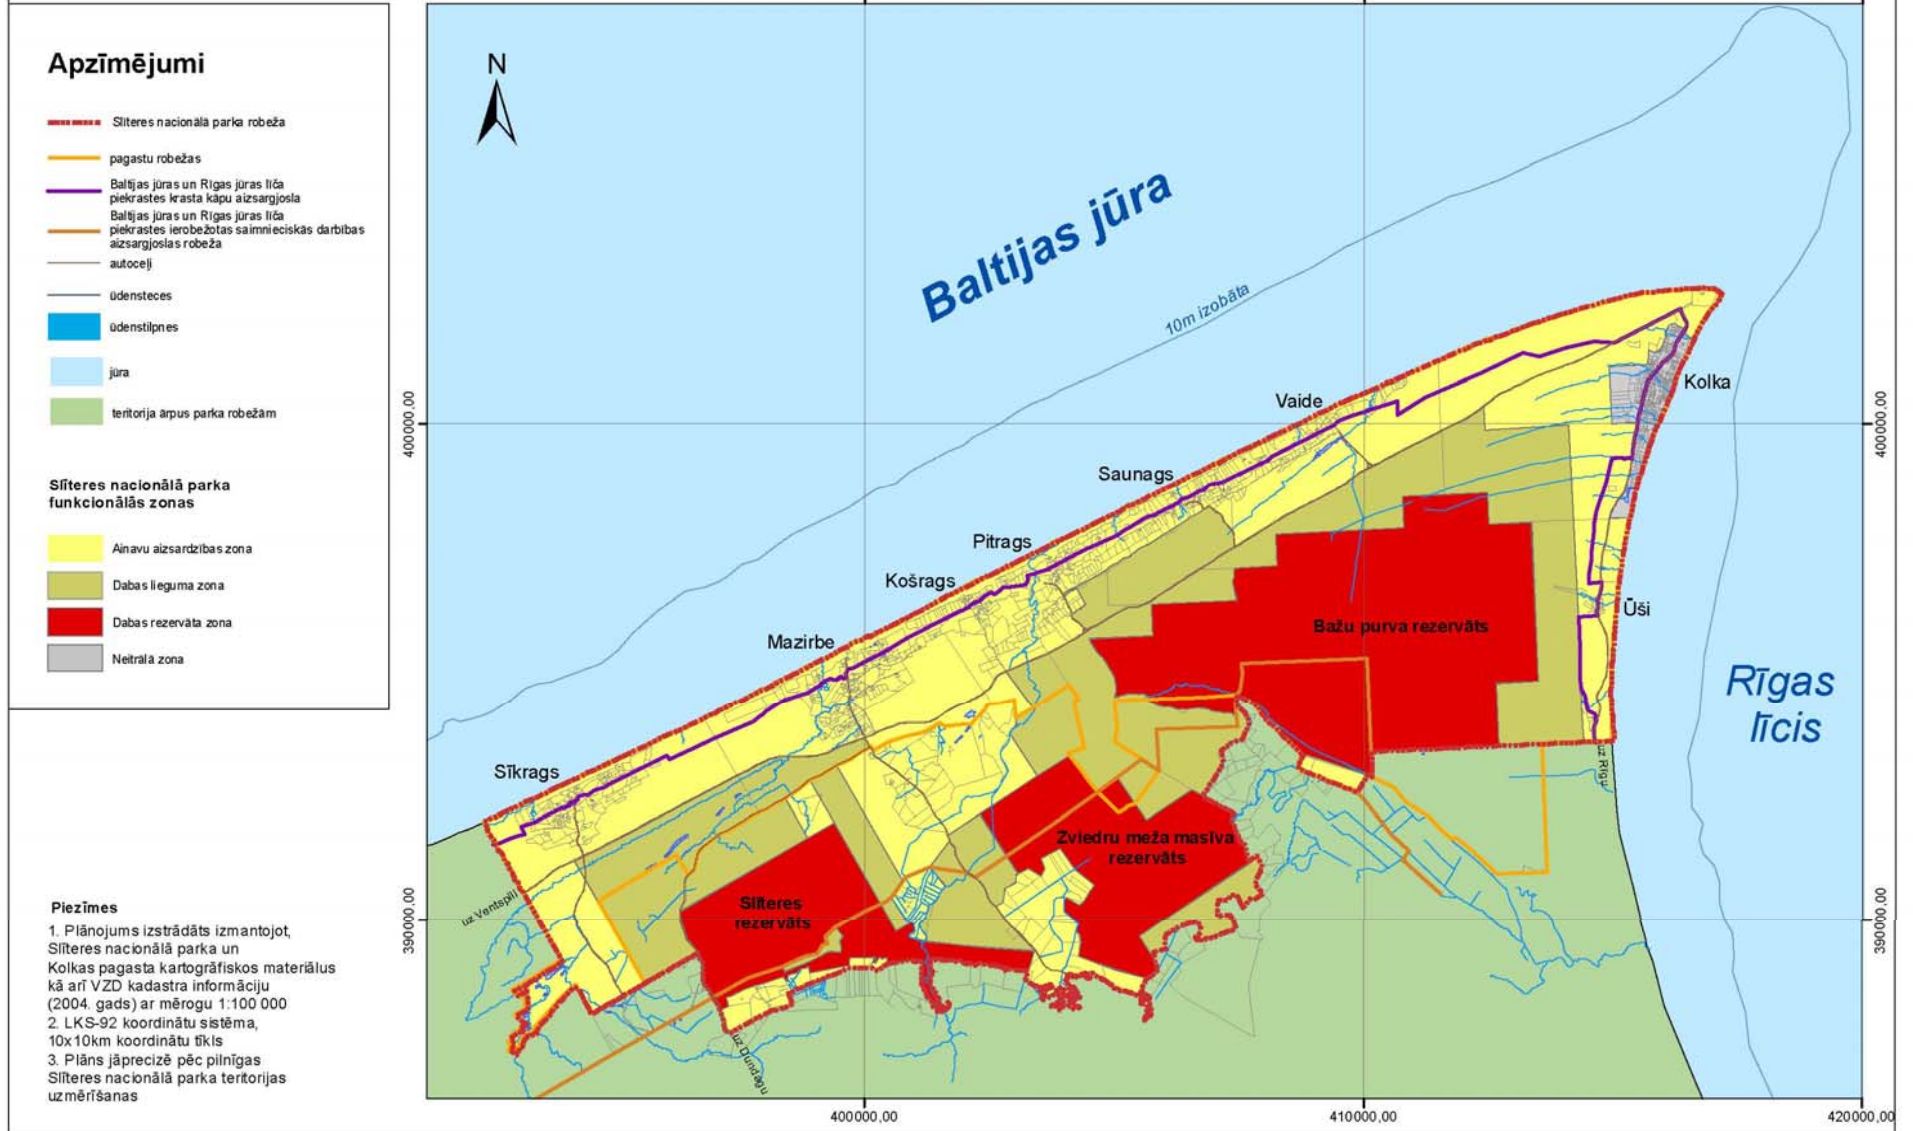 Apzīmējumi
Slīteres nacionālā parka robeža
pagastu robežas
Baltijas jūras un Rīgas jūras līča
piekrastes krasta kāpu aizsargjosla
Baltijas jūras un Rīgas jūras līča
piekrastes ierobežotas saimnieciskās darbības
aizsargjoslas robeža
autoceļi
ūdensteces
ūdenstilpnes
jūra
teritorija ārpus parka robežām
Slīteres nacionālā parka
funkcionālās zonas
Ainavu aizsardzības zona
Dabas lieguma zona
Dabas rezervāta zona
Neitrālā zona
Piezīmes
1. Plānojums izstrādāts izmantojot,
Slīteres nacionālā parka un
Kolkas pagasta kartogrāfiskos materiālus
kā arī VZD kadastra informāciju
(2004. gads) ar mērogu 1:100 000
2. LKS-92 koordinātu sistēma,
10x10km koordinātu tīkls
3. Plāns jāprecizē pēc pilnīgas
Slīteres nacionālā parka teritorijas
uzmērīšanas
N
Baltijas jūra
10m izobāta
Kolka
Vaide
Saunags
Pitrags
Košrags
Mazirbe
Sīkrags
Ūši
Bažu purva rezervāts
Rīgas
līcis
Zviedru meža masīva
rezervāts
Slīteres
rezervāts
uz Ventspili
uz Dundagu
uz Rīgu
400000,00
390000,00
400000,00
390000,00
400000,00
410000,00
420000,00